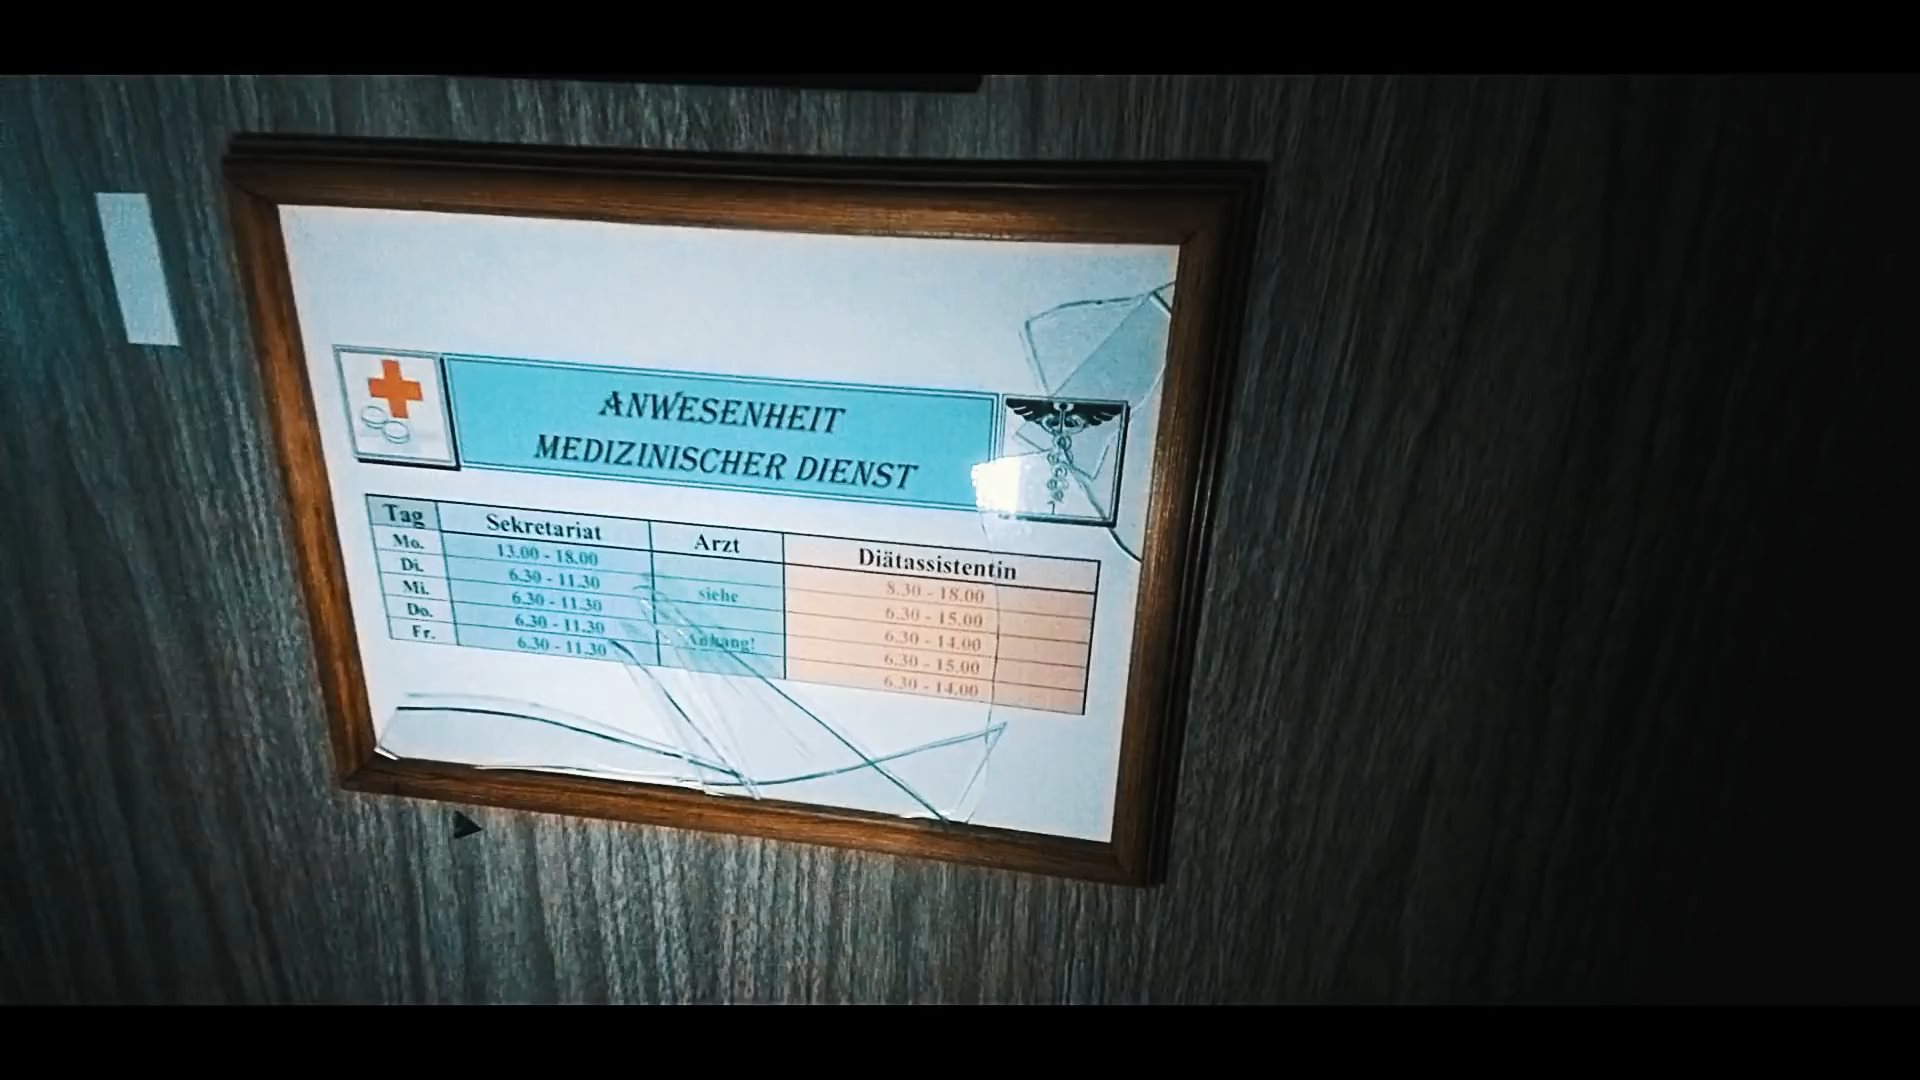 ANWESENHEIT
MEDIZINISCHER DIENST
Tag Sekretariat Arzt Diätassistentin
Mo. 13.00 - 18.00 8.30 - 18.00
Di. 6.30 - 11.30 siehe 6.30 - 15.00
Mi. 6.30 - 11.30 6.30 - 14.00
Do. 6.30 - 11.30 Anhang! 6.30 - 15.00
Fr. 6.30 - 11.30 6.30 - 14.00